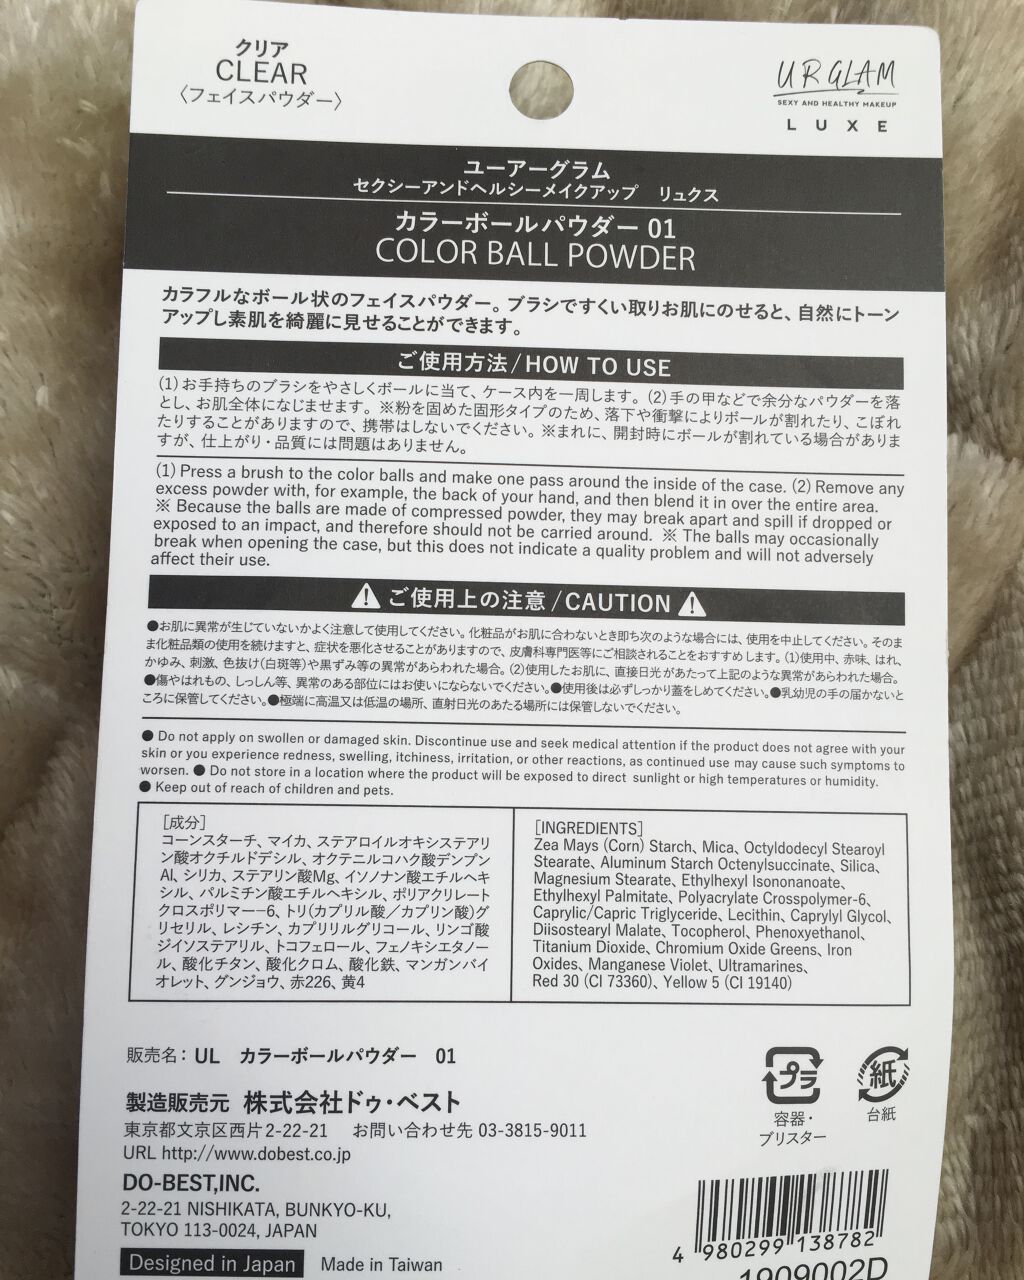 クリア
CLEAR
〈フェイスパウダー〉
UR GLAM
SEXY AND HEALTHY MAKEUP
LUXE
ユーアーグラム
セクシーアンドヘルシーメイクアップ リュクス
カラーボールパウダー 01
COLOR BALL POWDER
カラフルなボール状のフェイスパウダー。ブラシですくい取りお肌にのせると、自然にトーン
アップし素肌を綺麗に見せることができます。
ご使用方法/HOW TO USE
(1)お手持ちのブラシをやさしくボールに当て、ケース内を一周します。(2)手の甲などで余分なパウダーを落
とし、お肌全体になじませます。※粉を固めた固形タイプのため、落下や衝撃によりボールが割れたり、こぼれ
たりすることがありますので、携帯はしないでください。※まれに、開封時にボールが割れている場合がありま
すが、仕上がり・品質には問題はありません。
(1) Press a brush to the color balls and make one pass around the inside of the case. (2) Remove any
excess powder with, for example, the back of your hand, and then blend it in over the entire area.
※ Because the balls are made of compressed powder, they may break apart and spill if dropped or
exposed to an impact, and therefore should not be carried around. ※ The balls may occasionally
break when opening the case, but this does not indicate a quality problem and will not adversely
affect their use.
ご使用上の注意/CAUTION
●お肌に異常が生じていないかよく注意して使用してください。化粧品がお肌に合わないとき即ち次のような場合には、使用を中止してください。そのま
ま化粧品類の使用を続けますと、症状を悪化させることがありますので、皮膚科専門医等にご相談されることをおすすめします。(1)使用中、赤味、はれ、
かゆみ、刺激、色抜け(白斑等)や黒ずみ等の異常があらわれた場合。(2)使用したお肌に、直接日光があたって上記のような異常があらわれた場合。
●傷やはれもの、しっしん等、異常のある部位にはお使いにならないでください。●使用後は必ずしっかり蓋をしめてください。●乳幼児の手の届かないと
ころに保管してください。●極端に高温又は低温の場所、直射日光のあたる場所には保管しないでください。
● Do not apply on swollen or damaged skin. Discontinue use and seek medical attention if the product does not agree with your
skin or you experience redness, swelling, itchiness, irritation, or other reactions, as continued use may cause such symptoms to
worsen. ● Do not store in a location where the product will be exposed to direct sunlight or high temperatures or humidity.
● Keep out of reach of children and pets.
[成分]
コーンスターチ、マイカ、ステアロイルオキシステアリ
ン酸オクチルドデシル、オクテニルコハク酸デンプン
Al、シリカ、ステアリン酸Mg、イソノナン酸エチルヘキ
シル、パルミチン酸エチルヘキシル、ポリアクリレート
クロスポリマー-6、トリ(カプリル酸/カプリン酸)グ
リセリル、レシチン、カプリリルグリコール、リンゴ酸
ジイソステアリル、トコフェロール、フェノキシエタノー
ル、酸化チタン、酸化クロム、酸化鉄、マンガンバイ
オレット、グンジョウ、赤226、黄4
[INGREDIENTS]
Zea Mays (Corn) Starch、Mica、Octyldodecyl Stearoyl
Stearate、Aluminum Starch Octenylsuccinate、Silica、
Magnesium Stearate、Ethylhexyl Isononanoate、
Ethylhexyl Palmitate、Polyacrylate Crosspolymer-6、
Caprylic/Capric Triglyceride、Lecithin、Caprylyl Glycol、
Diisostearyl Malate、Tocopherol、Phenoxyethanol、
Titanium Dioxide、Chromium Oxide Greens、Iron
Oxides、Manganese Violet、Ultramarines、
Red 30 (CI 73360)、Yellow 5 (CI 19140)
販売名：UL カラーボールパウダー 01
製造販売元 株式会社ドゥ・ベスト
東京都文京区西片2-22-21 お問い合わせ先 03-3815-9011
URL http://www.dobest.co.jp
DO-BEST,INC.
2-22-21 NISHIKATA, BUNKYO-KU,
TOKYO 113-0024, JAPAN
Designed in Japan Made in Taiwan
プラ
容器・
ブリスター
紙
台紙
4 980299 138782
1909002D